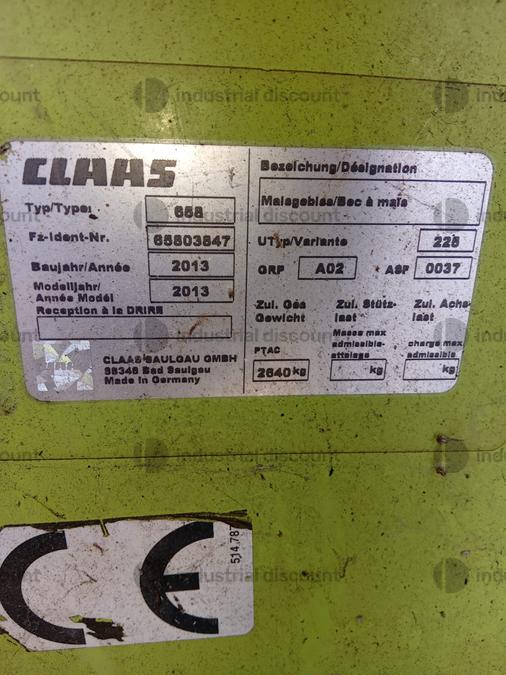 CLAAS
Typ/Type: 658
Fz-Ident-Nr. 65803847
Baujahr/Année 2013
Modelljahr/
Année Modèl 2013
Reception à la DRIRE
CLAAS SAULGAU GMBH
88348 Bad Saulgau
Made in Germany
Bezeichung/Désignation
Maisgebiss/Bec à maïs
UTyp/Variante 225
GRP A02 ASP 0037
Zul. Ges
Gewicht
PTAC
2640 kg
Zul. Stütz-
last
Masse max
admissible-
attelage
kg
Zul. Achs-
last
charge max
admissible
kg
CE
514.787
industrial discount